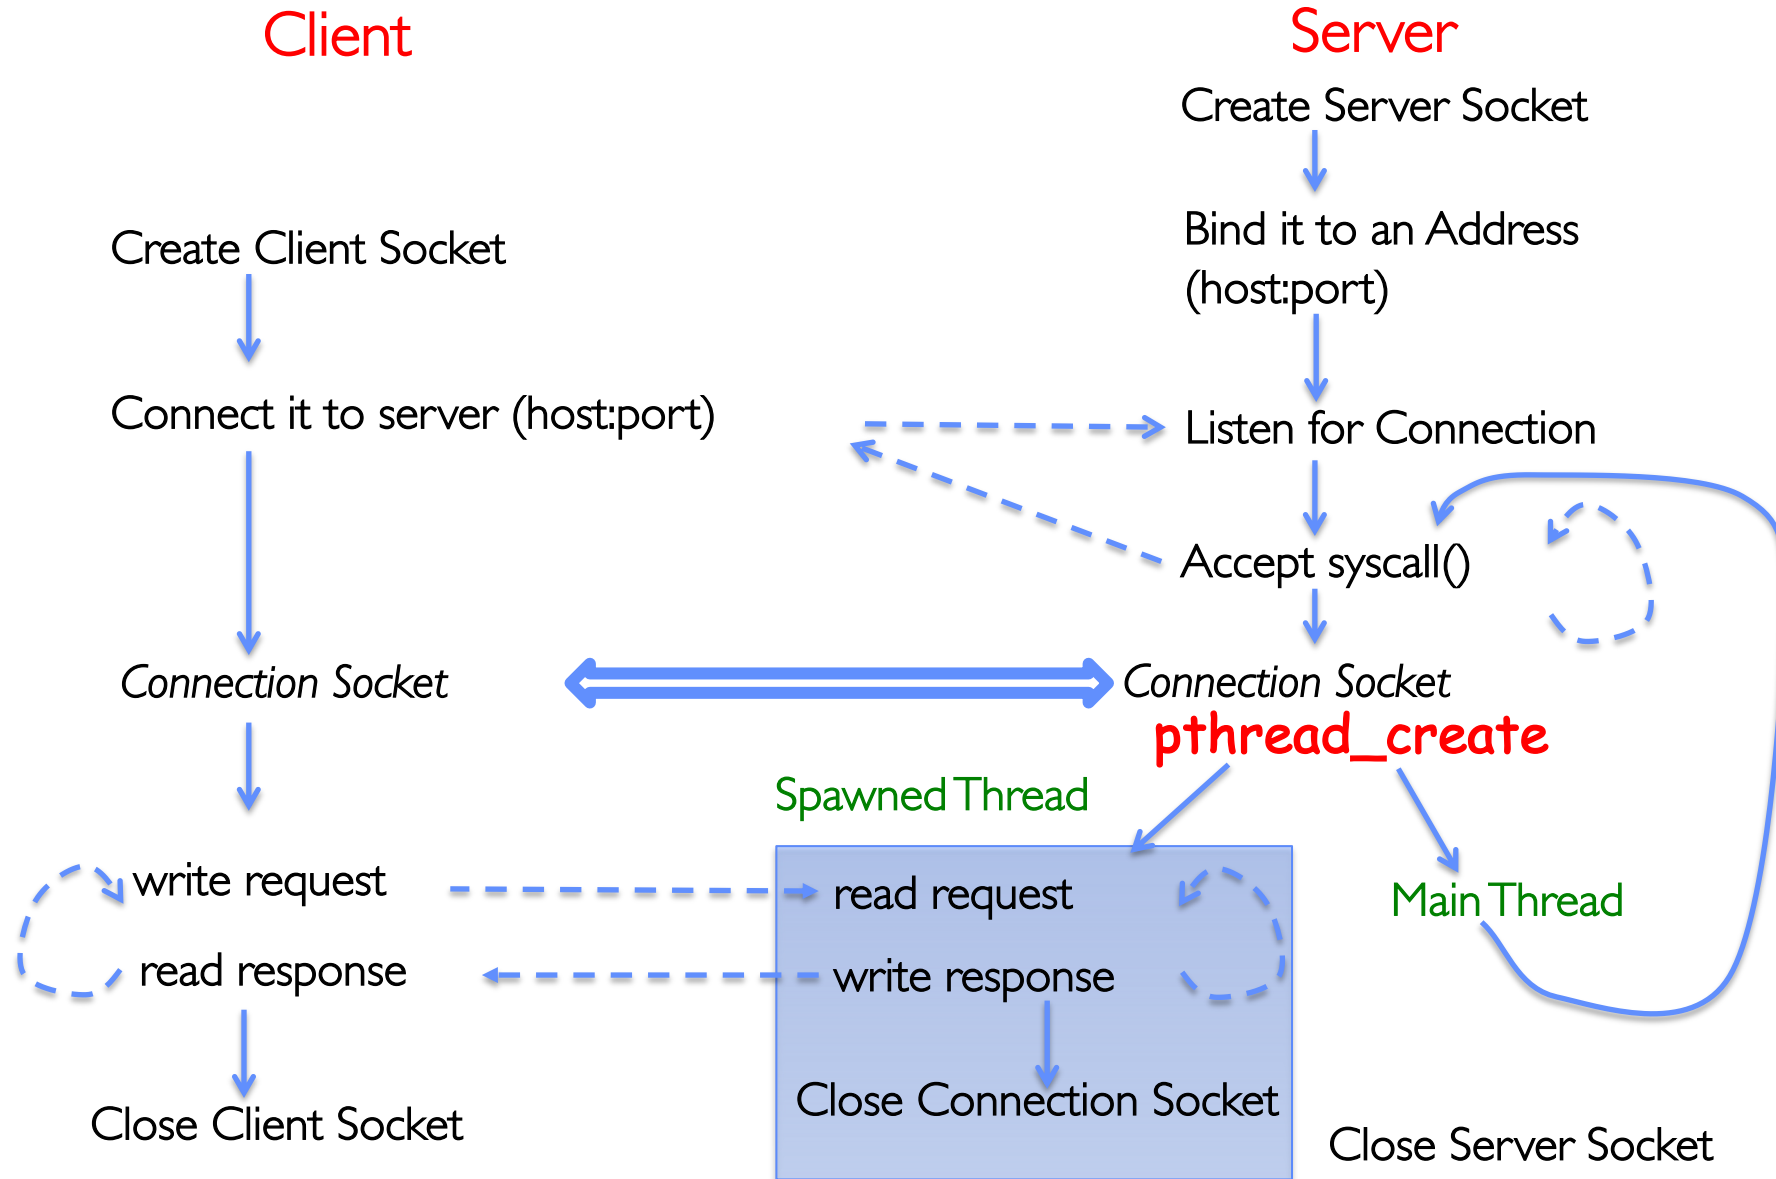 Client
Create Client Socket
Connect it to server (host:port)
Connection Socket
write request
read response
Close Client Socket
Server
Create Server Socket
Bind it to an Address
(host:port)
Listen for Connection
Accept syscall()
Connection Socket
pthread_create
Spawned Thread
read request
write response
Close Connection Socket
Main Thread
Close Server Socket